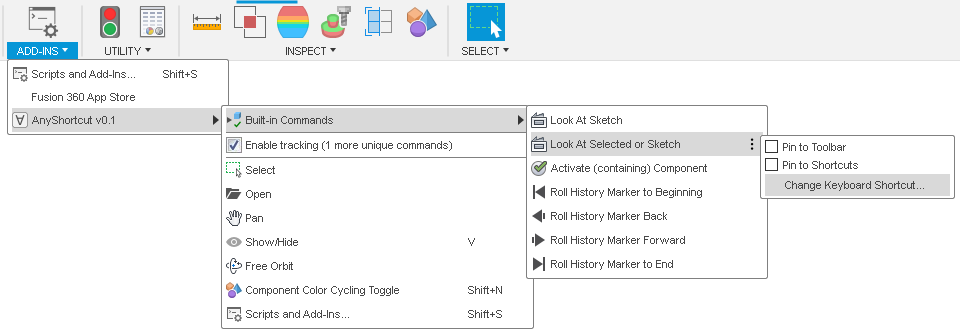 ADD-INS ▾
UTILITY ▾
INSPECT ▾
SELECT ▾
Scripts and Add-Ins... Shift+S
Fusion 360 App Store
AnyShortcut v0.1
Built-in Commands
Enable tracking (1 more unique commands)
Select
Open
Pan
Show/Hide V
Free Orbit
Component Color Cycling Toggle Shift+N
Scripts and Add-Ins... Shift+S
Look At Sketch
Look At Selected or Sketch
Activate (containing) Component
Roll History Marker to Beginning
Roll History Marker Back
Roll History Marker Forward
Roll History Marker to End
Pin to Toolbar
Pin to Shortcuts
Change Keyboard Shortcut...